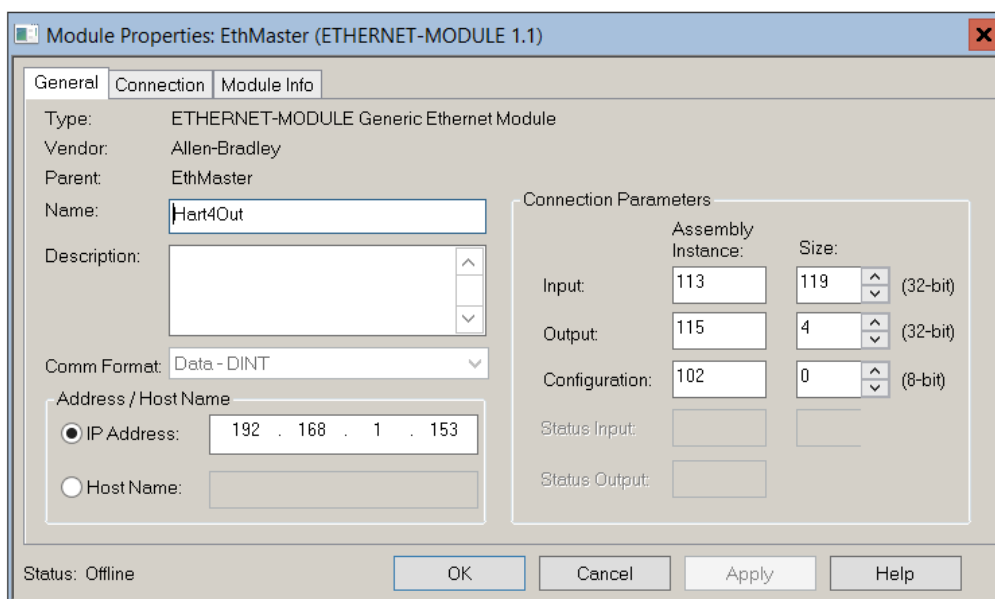 Module Properties: EthMaster (ETHERNET-MODULE 1.1)
General Connection Module Info
Type: ETHERNET-MODULE Generic Ethernet Module
Vendor: Allen-Bradley
Parent: EthMaster
Name: Hart4Out
Description:
Comm Format: Data - DINT
Address / Host Name
IP Address: 192 . 168 . 1 . 153
Host Name:
Connection Parameters
Assembly Instance: Size:
Input: 113 119 (32-bit)
Output: 115 4 (32-bit)
Configuration: 102 0 (8-bit)
Status Input:
Status Output:
Status: Offline
OK Cancel Apply Help